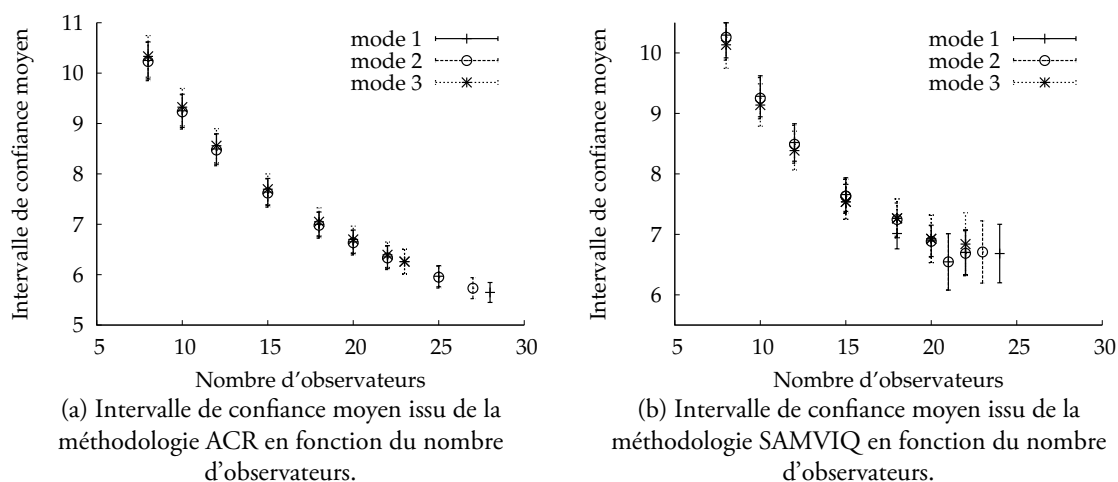 Intervalle de confiance moyen
11
10
9
8
7
6
5
5
10
15
20
25
30
Nombre d'observateurs
mode 1
mode 2
mode 3
(a) Intervalle de confiance moyen issu de la
méthodologie ACR en fonction du nombre
d'observateurs.
Intervalle de confiance moyen
10
9
8
7
6
5
10
15
20
25
30
Nombre d'observateurs
mode 1
mode 2
mode 3
(b) Intervalle de confiance moyen issu de la
méthodologie SAMVIQ en fonction du nombre
d'observateurs.